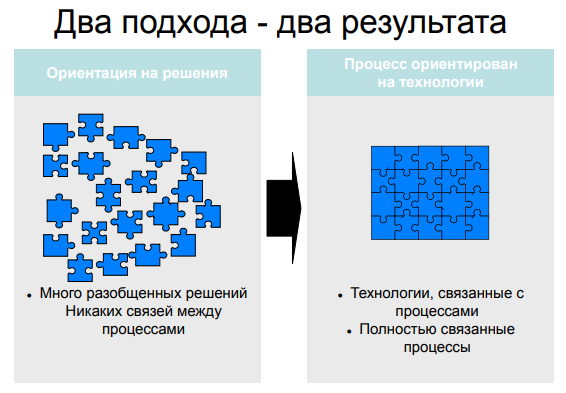 Два подхода - два результата
Ориентация на решения
• Много разобщенных решений
Никаких связей между
процессами
Процесс ориентирован
на технологии
• Технологии, связанные с
процессами
• Полностью связанные
процессы